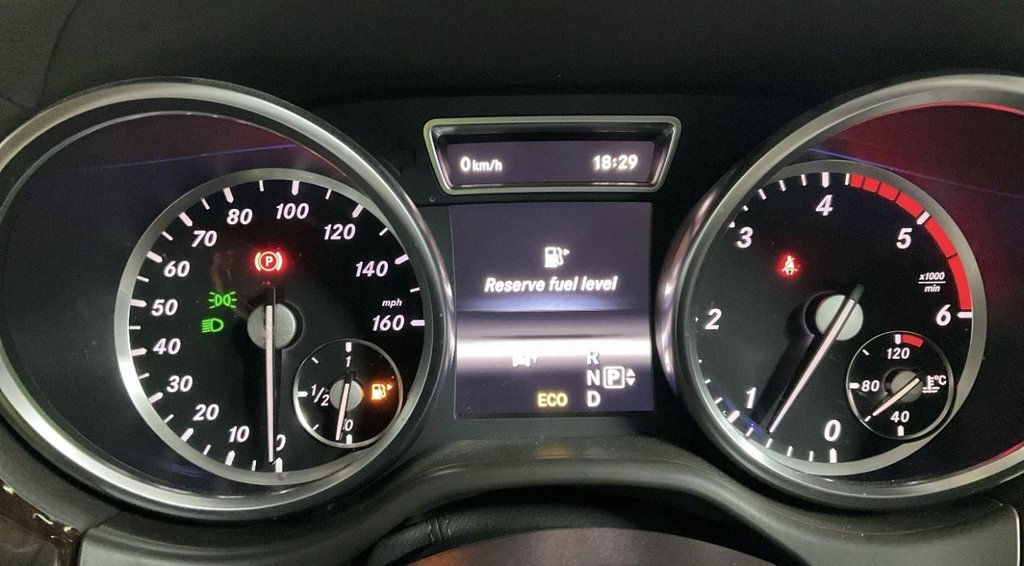 0 km/h 18:29
Reserve fuel level
R
N P
ECO D
0 10 20 30 40 50 60 70 80 100 120 140 160
mph
P
1
1/2
0
0 1 2 3 4 5 6
x1000
min
120
80
40
°C